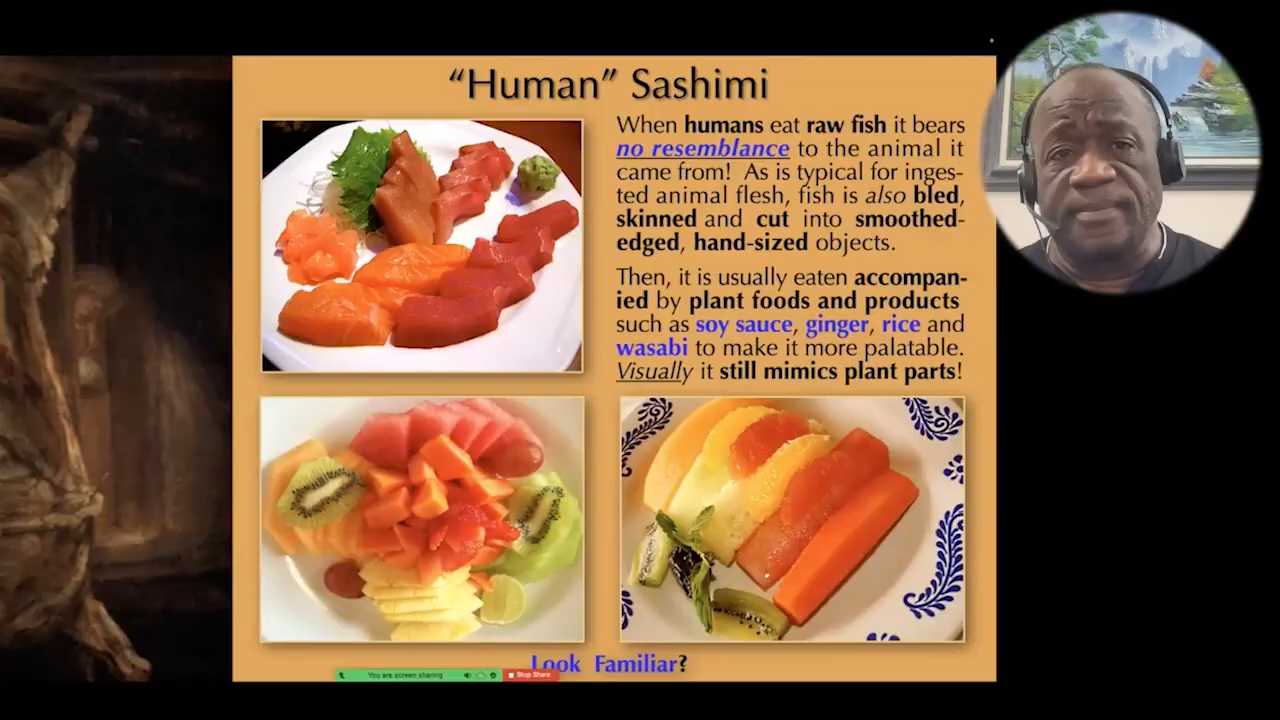 “Human” Sashimi
When humans eat raw fish it bears
no resemblance to the animal it
came from! As is typical for inges-
ted animal flesh, fish is also bled,
skinned and cut into smoothed-
edged, hand-sized objects.
Then, it is usually eaten accompan-
ied by plant foods and products
such as soy sauce, ginger, rice and
wasabi to make it more palatable.
Visually it still mimics plant parts!
Look Familiar?
You are screen sharing
Stop Share